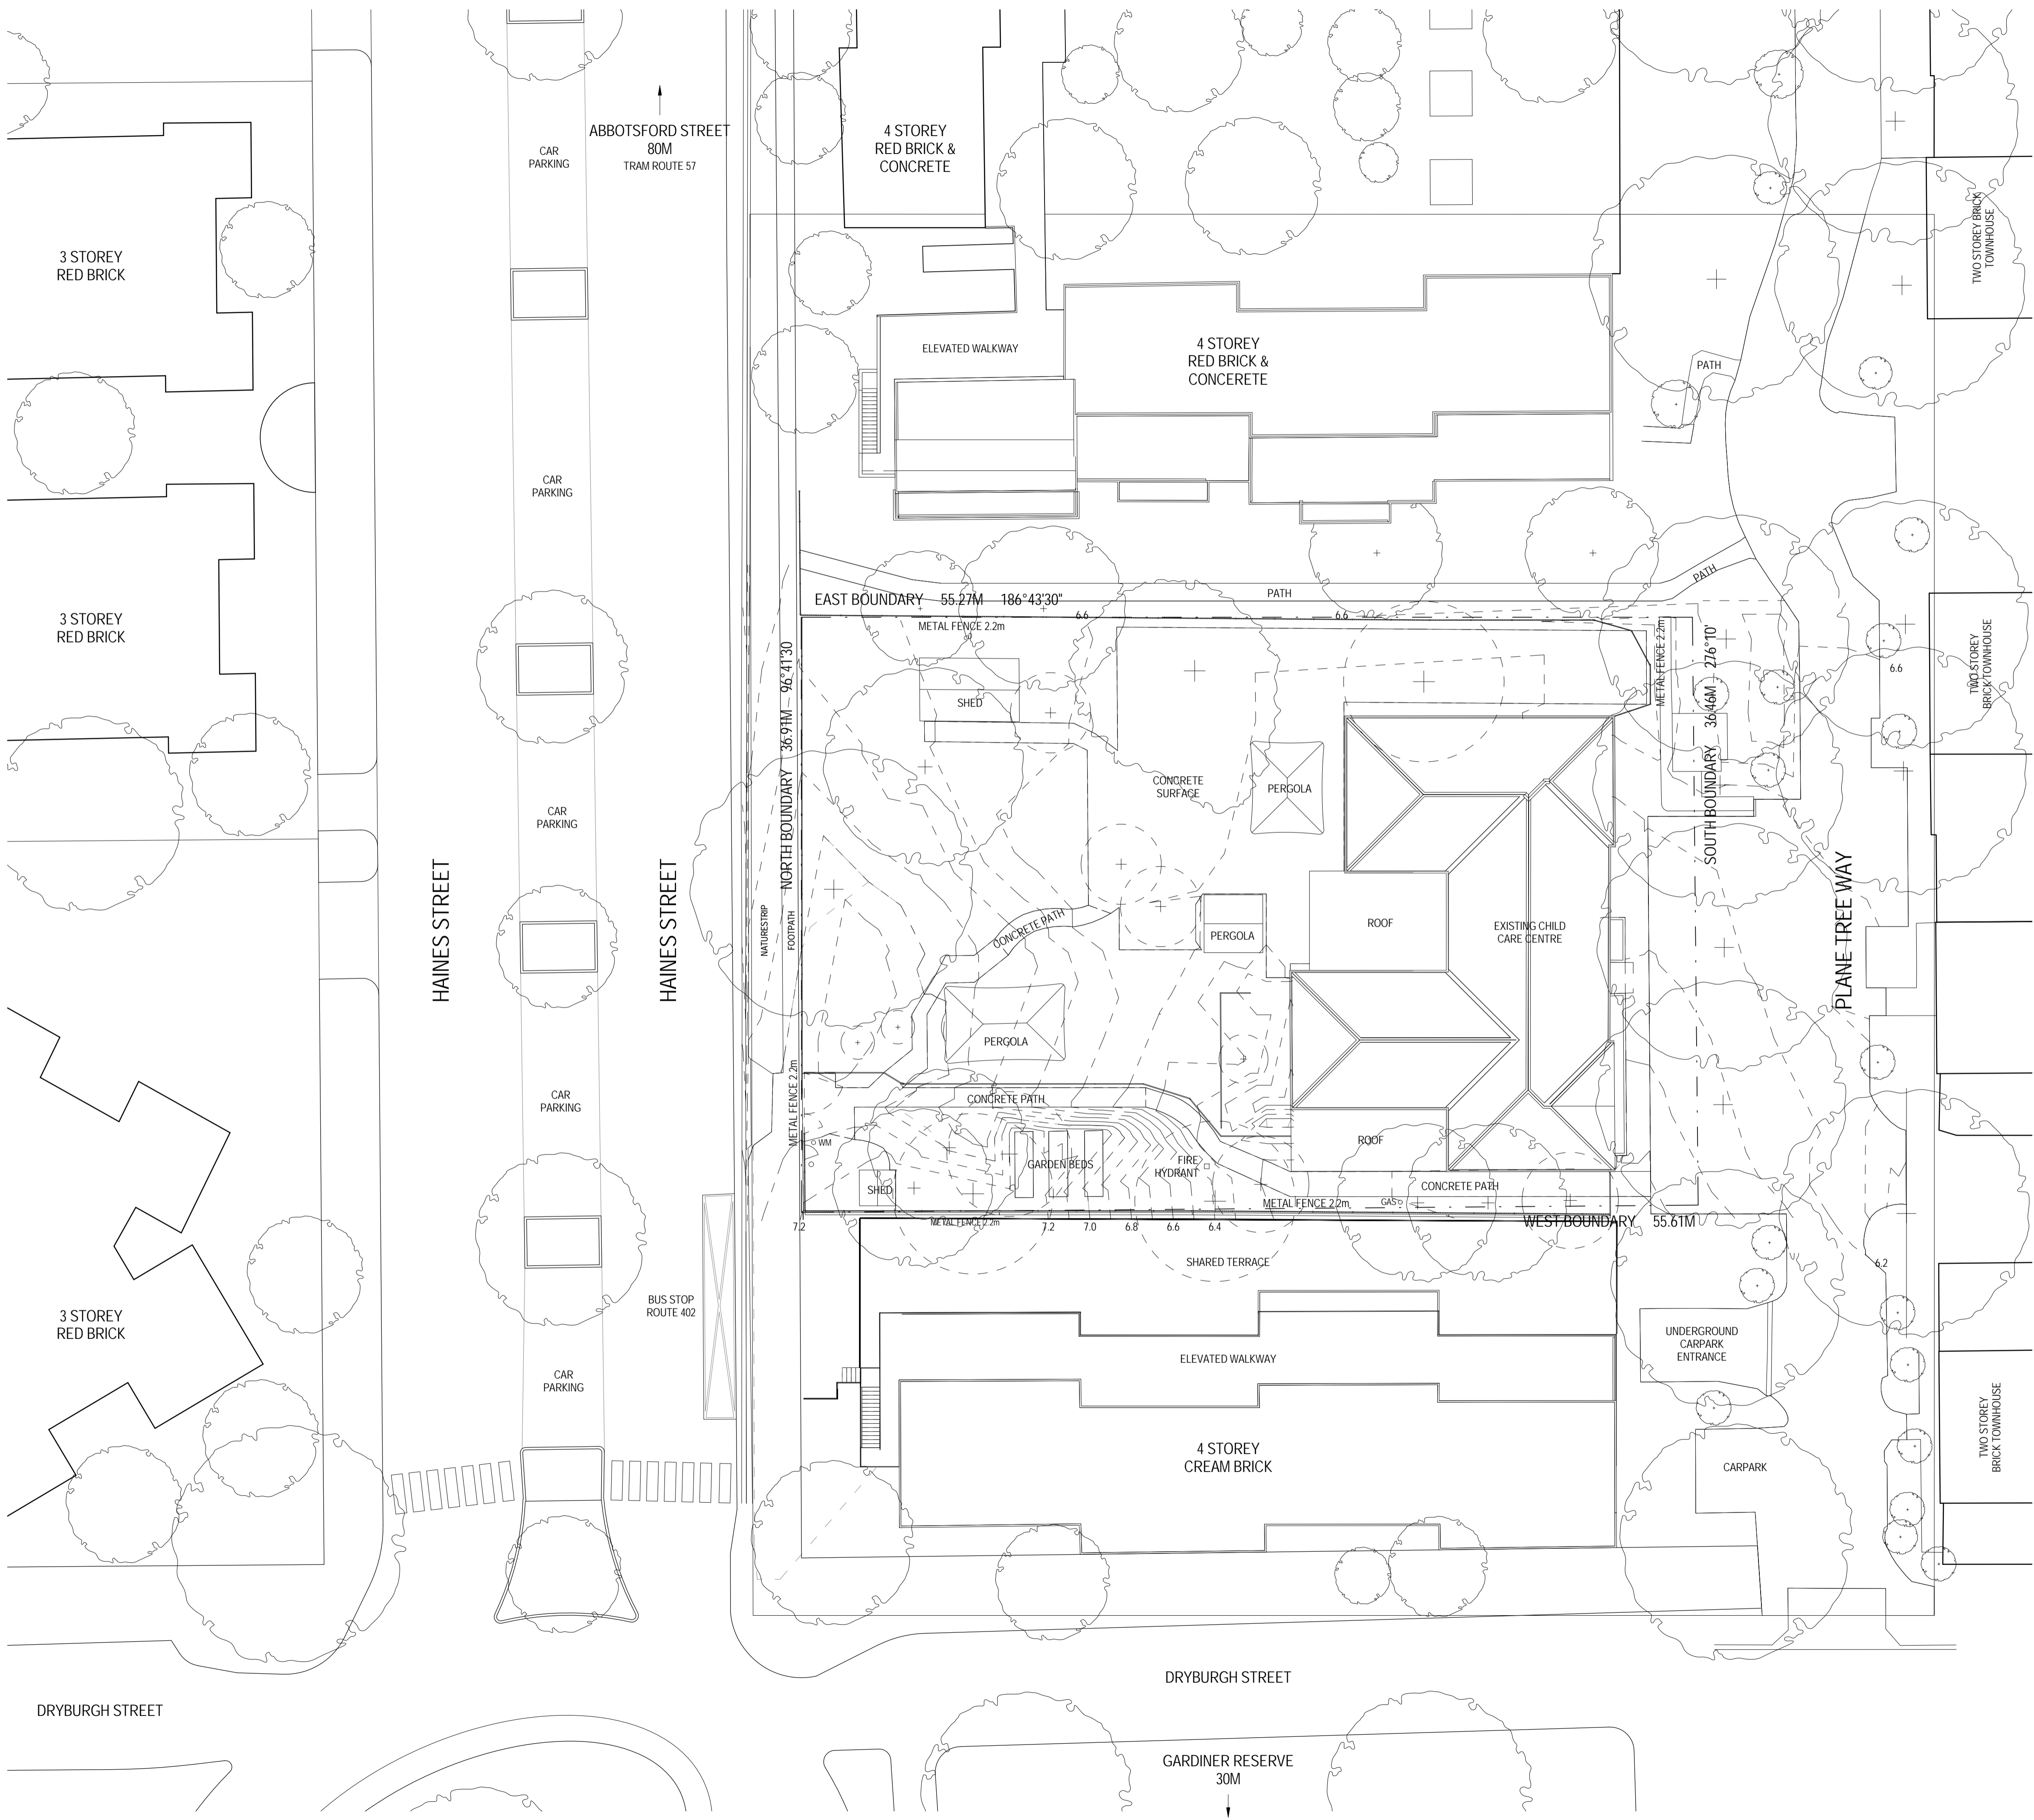 ABBOTSFORD STREET
80M
TRAM ROUTE 57
CAR
PARKING
4 STOREY
RED BRICK &
CONCRETE
3 STOREY
RED BRICK
TWO STOREY BRICK
TOWNHOUSE
ELEVATED WALKWAY
4 STOREY
RED BRICK &
CONCERETE
PATH
CAR
PARKING
3 STOREY
RED BRICK
PATH
PATH
EAST BOUNDARY 55.27M 186°43'30"
6.6
6.6
METAL FENCE 2.2m
METAL FENCE 2.2m
TWO STOREY
BRICK TOWNHOUSE
6.6
NORTH BOUNDARY 36.91M 96°41'30
SOUTH BOUNDARY 36.46M 276°10'
SHED
CONCRETE
SURFACE
PERGOLA
CAR
PARKING
HAINES STREET
HAINES STREET
NATURESTRIP
FOOTPATH
CONCRETE PATH
PERGOLA
ROOF
EXISTING CHILD
CARE CENTRE
PLANE TREE WAY
PERGOLA
METAL FENCE 2.2m
CAR
PARKING
CONCRETE PATH
WM
ROOF
GARDEN BEDS
FIRE
HYDRANT
SHED
CONCRETE PATH
METAL FENCE 2.2m
GAS
METAL FENCE 2.2m
7.2
7.2
7.0
6.8
6.6
6.4
WEST BOUNDARY 55.61M
SHARED TERRACE
6.2
BUS STOP
ROUTE 402
3 STOREY
RED BRICK
UNDERGROUND
CARPARK
ENTRANCE
ELEVATED WALKWAY
CAR
PARKING
TWO STOREY
BRICK TOWNHOUSE
4 STOREY
CREAM BRICK
CARPARK
DRYBURGH STREET
DRYBURGH STREET
GARDINER RESERVE
30M